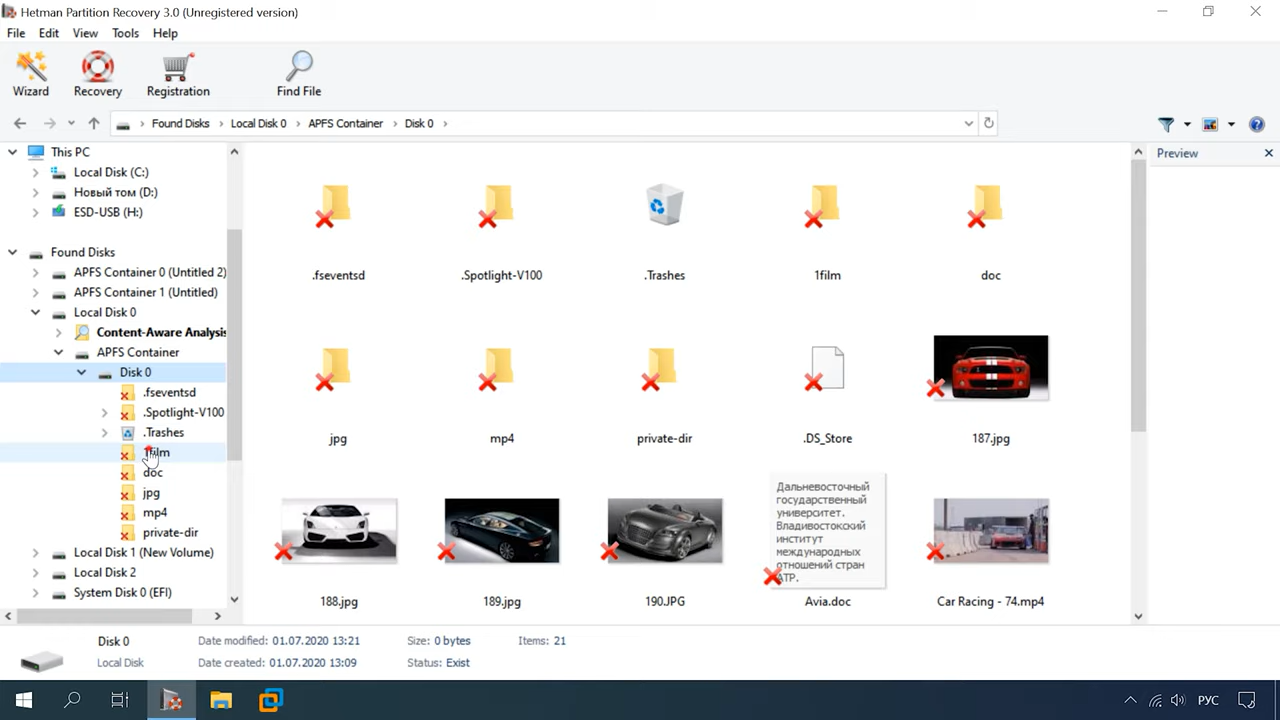 Hetman Partition Recovery 3.0 (Unregistered version)
File Edit View Tools Help
Wizard Recovery Registration Find File
Found Disks Local Disk 0 APFS Container Disk 0
Preview
This PC
Local Disk (C:)
Новый том (D:)
ESD-USB (H:)
Found Disks
APFS Container 0 (Untitled 2)
APFS Container 1 (Untitled)
Local Disk 0
Content-Aware Analysis
APFS Container
Disk 0
.fseventsd
.Spotlight-V100
.Trashes
1film
doc
jpg
mp4
private-dir
Local Disk 1 (New Volume)
Local Disk 2
System Disk 0 (EFI)
.fseventsd .Spotlight-V100 .Trashes 1film doc
jpg mp4 private-dir .DS_Store 187.jpg
Дальневосточный
государственный
университет.
Владивостокский
институт
международных
отношений стран
АТР.
188.jpg 189.jpg 190.JPG Avia.doc Car Racing - 74.mp4
Disk 0 Date modified: 01.07.2020 13:21 Size: 0 bytes Items: 21
Local Disk Date created: 01.07.2020 13:09 Status: Exist
РУС